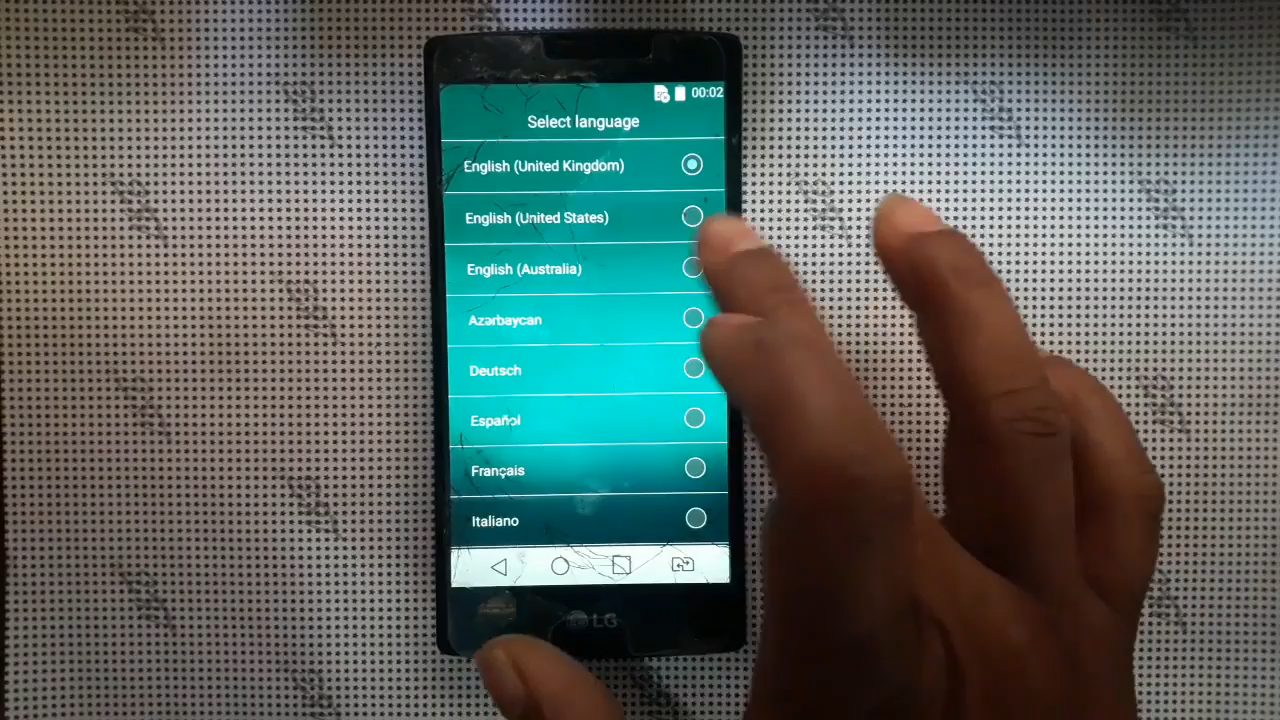 00:02
Select language
English (United Kingdom)
English (United States)
English (Australia)
Azərbaycan
Deutsch
Español
Français
Italiano
LG